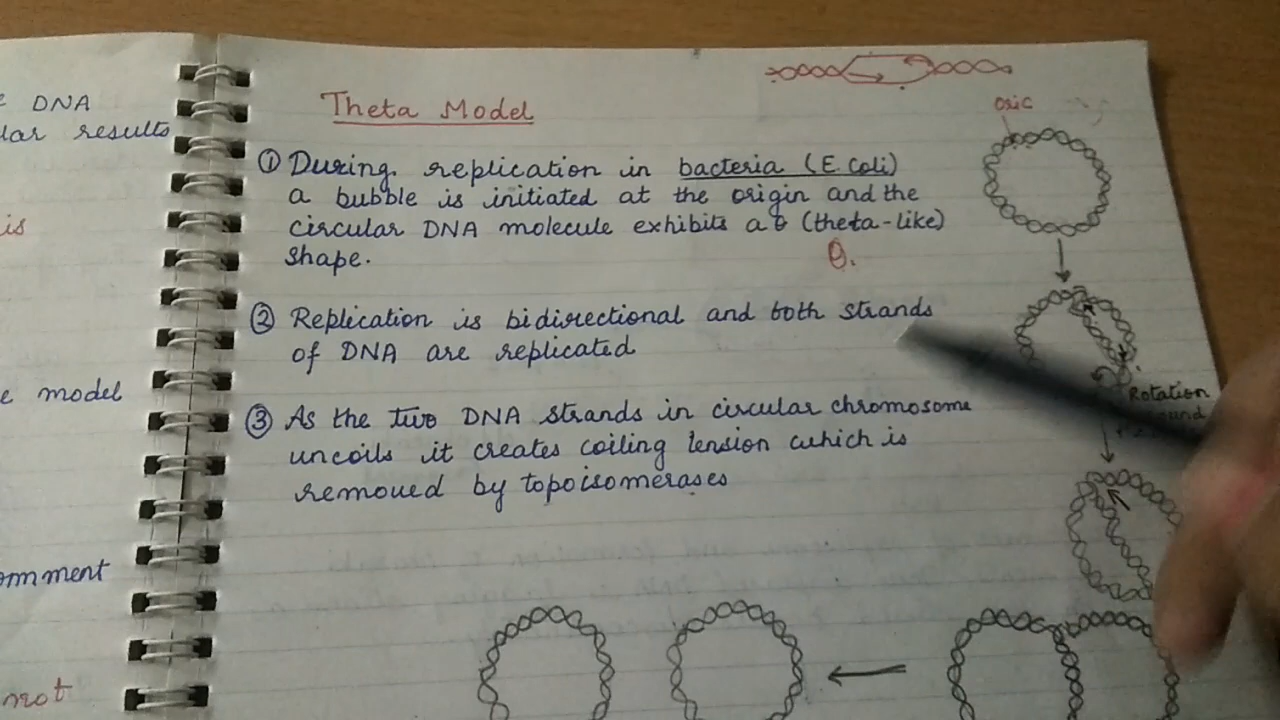 e DNA
lar results
is
e model
omment
not
Theta Model
① During replication in bacteria (E. coli)
a bubble is initiated at the origin and the
circular DNA molecule exhibits a θ (theta-like)
shape.
θ.
② Replication is bidirectional and both strands
of DNA are replicated
③ As the two DNA strands in circular chromosome
uncoils it creates coiling tension which is
removed by topoisomerases
oric
Rotation